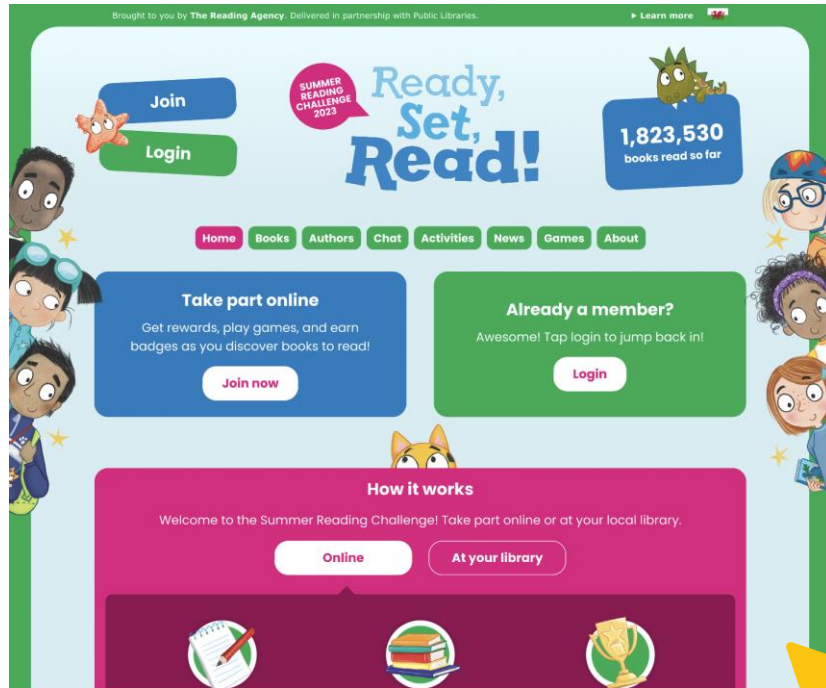 Brought to you by The Reading Agency. Delivered in partnership with Public Libraries.
Learn more
Join
Login
SUMMER
READING
CHALLENGE
2023
Ready,
Set,
Read!
1,823,530
books read so far
Home Books Authors Chat Activities News Games About
Take part online
Get rewards, play games, and earn
badges as you discover books to read!
Join now
Already a member?
Awesome! Tap login to jump back in!
Login
How it works
Welcome to the Summer Reading Challenge! Take part online or at your local library.
Online
At your library